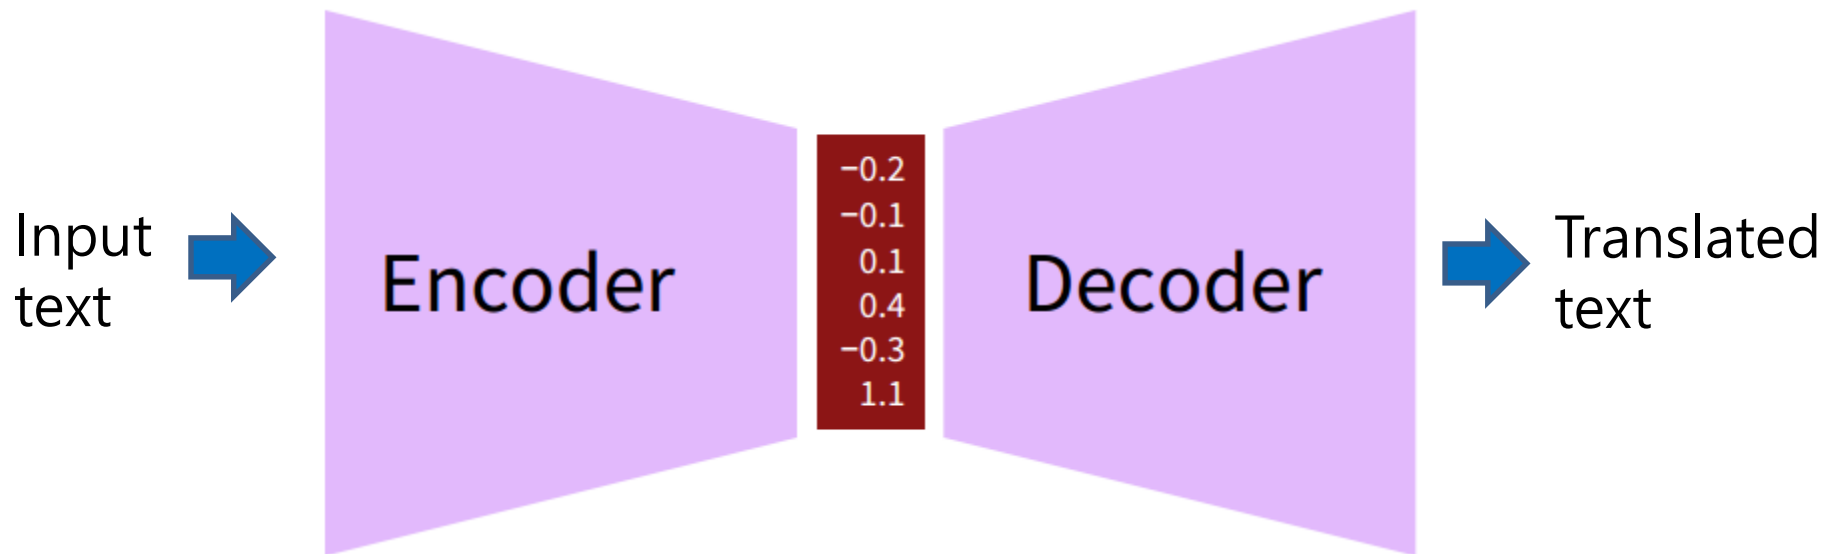 Input
text
Encoder
−0.2
−0.1
0.1
0.4
−0.3
1.1
Decoder
Translated
text